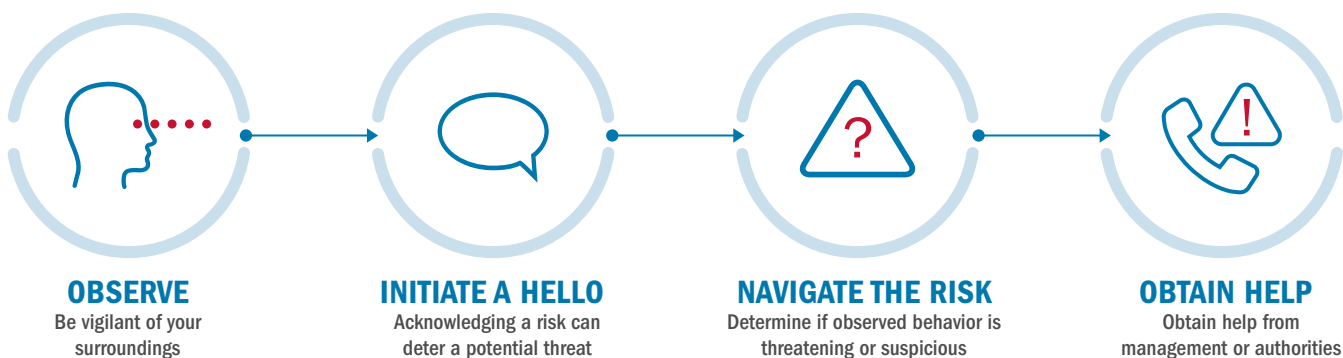 ?
!
OBSERVE
Be vigilant of your
surroundings
INITIATE A HELLO
Acknowledging a risk can
deter a potential threat
NAVIGATE THE RISK
Determine if observed behavior is
threatening or suspicious
OBTAIN HELP
Obtain help from
management or authorities